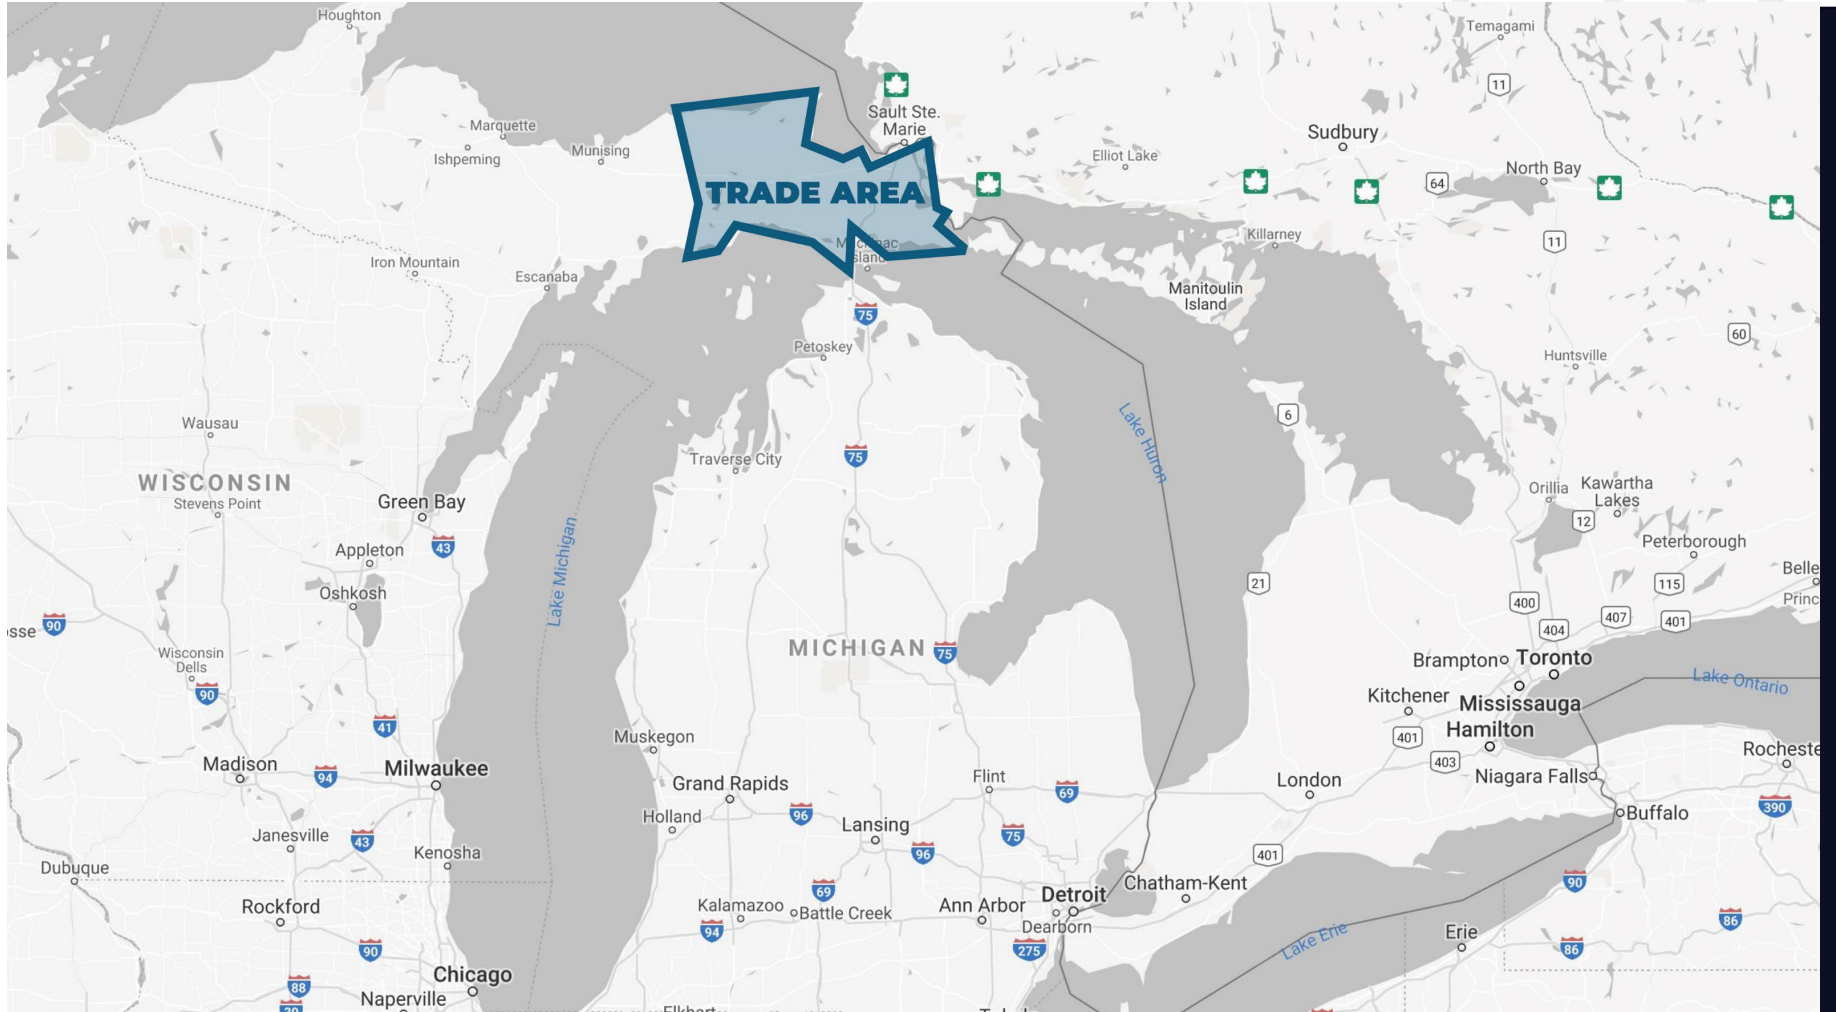 Houghton
Temagami
11
Sault Ste.
Marie
Marquette
Ishpeming
Munising
Sudbury
Elliot Lake
North Bay
64
TRADE AREA
11
Killarney
Iron Mountain
Escanaba
Manitoulin
Island
75
60
Petoskey
Huntsville
Lake Huron
6
Wausau
75
Traverse City
WISCONSIN
Stevens Point
Green Bay
Orillia
Kawartha
Lakes
12
43
Appleton
Peterborough
Lake Michigan
Oshkosh
21
115
Belle
Princ
400
407
401
404
sse
90
MICHIGAN
75
Wisconsin
Dells
90
Brampton
Toronto
Lake Ontario
Kitchener
Mississauga
41
Muskegon
401
Hamilton
Rocheste
Madison
94
Milwaukee
403
Niagara Falls
Grand Rapids
Flint
69
London
390
Holland
96
Lansing
75
Buffalo
Janesville
43
Kenosha
96
401
Dubuque
69
Chatham-Kent
90
Rockford
Kalamazoo
Battle Creek
Ann Arbor
Detroit
Dearborn
94
86
90
275
Lake Erie
Erie
86
Chicago
88
Naperville